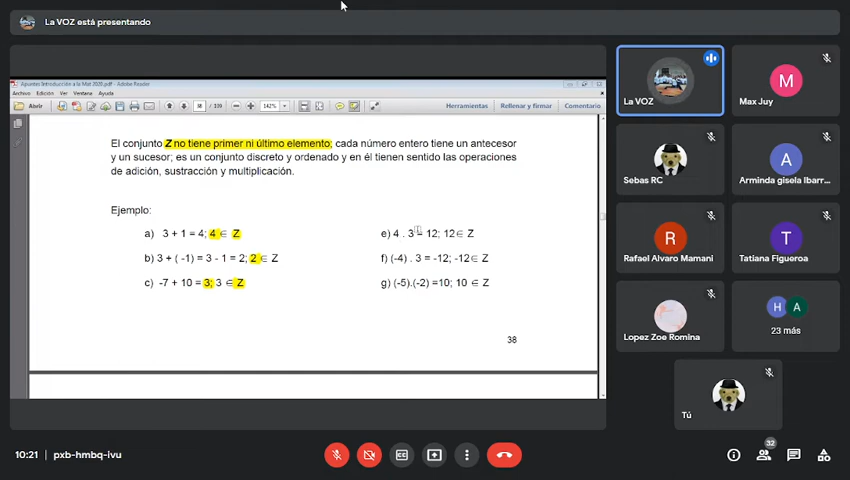 La VOZ está presentando
Apuntes Introducción a la Mat 2020.pdf - Adobe Reader
Archivo Edición Ver Ventana Ayuda
Abrir
38 / 109
142%
Herramientas
Rellenar y firmar
Comentario
El conjunto Z no tiene primer ni último elemento; cada número entero tiene un antecesor
y un sucesor; es un conjunto discreto y ordenado y en él tienen sentido las operaciones
de adición, sustracción y multiplicación.
Ejemplo:
a) 3 + 1 = 4; 4 ∈ Z
e) 4 . 3 = 12; 12 ∈ Z
b) 3 + ( -1) = 3 - 1 = 2; 2 ∈ Z
f) (-4) . 3 = -12; -12 ∈ Z
c) -7 + 10 = 3; 3 ∈ Z
g) (-5).(-2) =10; 10 ∈ Z
38
La VOZ
M
Max Juy
Sebas RC
A
Arminda gisela Ibarr...
R
Rafael Alvaro Mamani
T
Tatiana Figueroa
Lopez Zoe Romina
H
A
23 más
Tú
10:21
pxb-hmbq-ivu
32